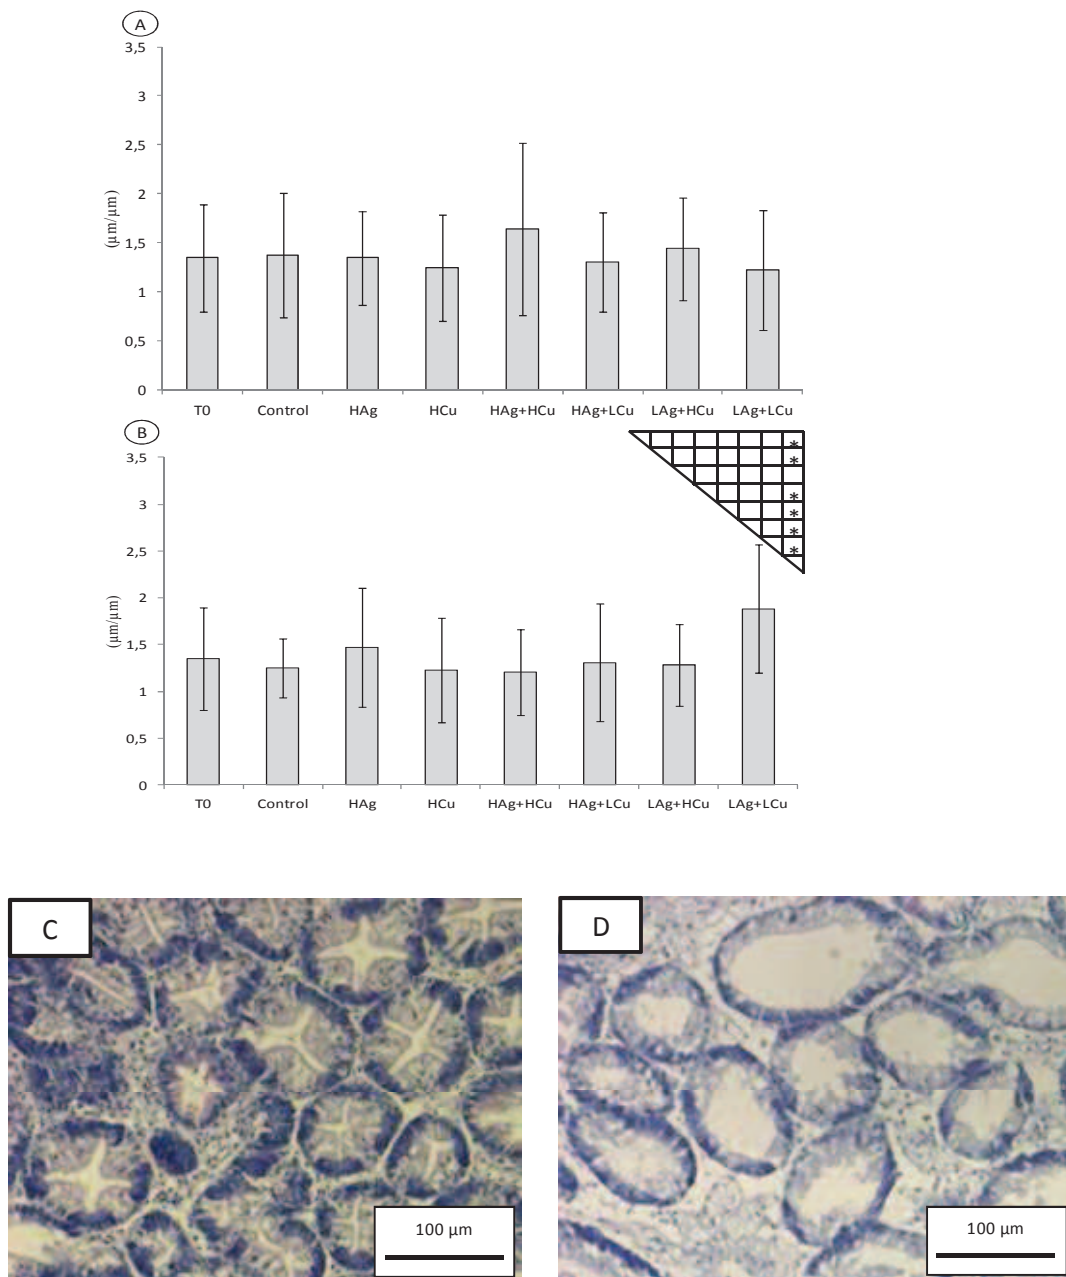 A
3,5
3
2,5
2
1,5
1
0,5
0
(µm/µm)
T0 Control HAg HCu HAg+HCu HAg+LCu LAg+HCu LAg+LCu
B
3,5
3
2,5
2
1,5
1
0,5
0
(µm/µm)
*
*
*
*
*
*
T0 Control HAg HCu HAg+HCu HAg+LCu LAg+HCu LAg+LCu
C
100 µm
D
100 µm